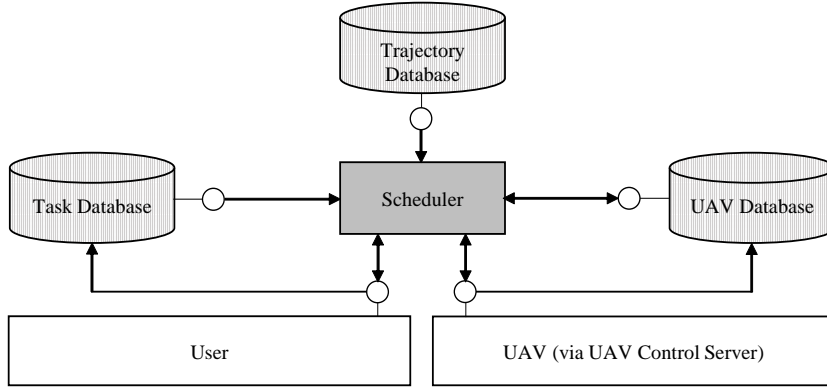 Trajectory
Database
Task Database
Scheduler
UAV Database
User
UAV (via UAV Control Server)